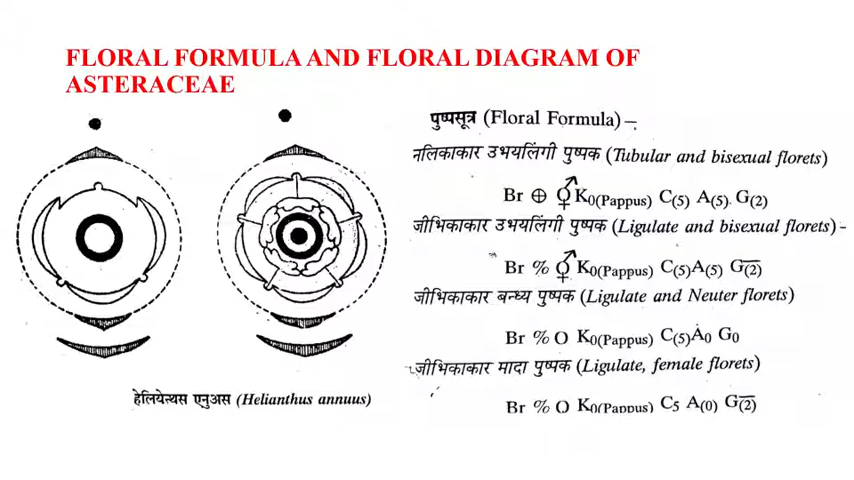 FLORAL FORMULA AND FLORAL DIAGRAM OF
ASTERACEAE
पुष्पसूत्र (Floral Formula) –
नलिकाकार उभयलिंगी पुष्पक (Tubular and bisexual florets)
Br ⊕ ⚥ K₀(Pappus) C(5) A(5). G(2)
जीभिकाकार उभयलिंगी पुष्पक (Ligulate and bisexual florets) -
Br % ⚥ K₀(Pappus) C(5)A(5) G(2̅)
जीभिकाकार बन्ध्य पुष्पक (Ligulate and Neuter florets)
Br % O K₀(Pappus) C(5)A₀ G₀
जीभिकाकार मादा पुष्पक (Ligulate, female florets)
Br % O K₀(Pappus) C₅ A(0) G(2̅)
हेलियेन्थस एनुअस (Helianthus annuus)